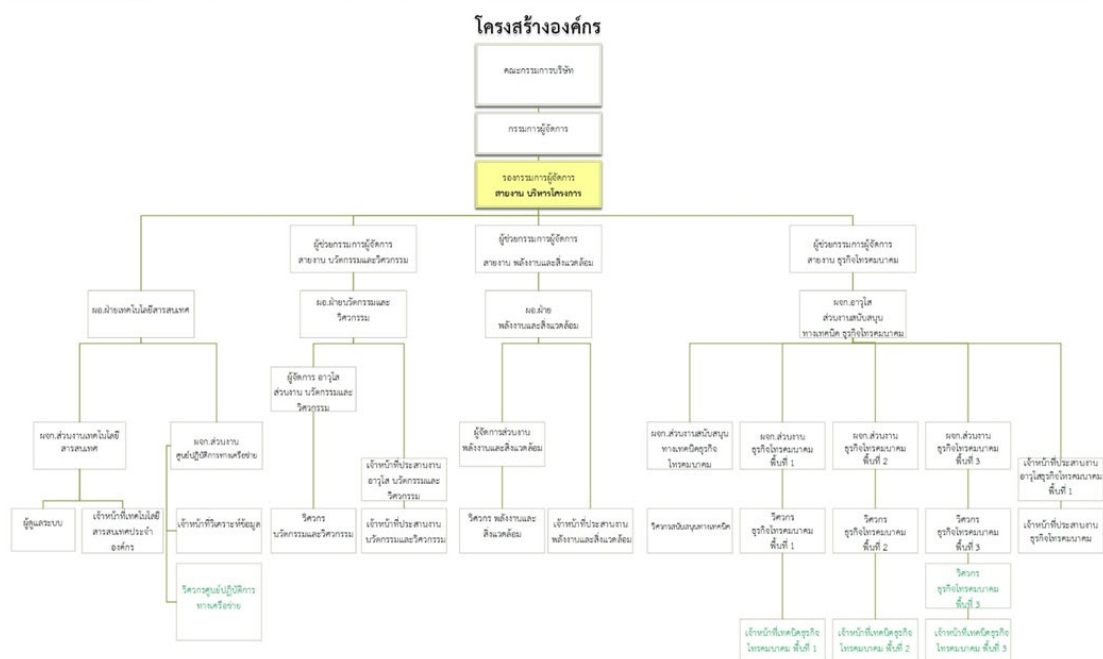 โครงสร้างองค์กร
คณะกรรมการบริษัท
กรรมการผู้จัดการ
รองกรรมการผู้จัดการ
สายงาน บริหารโครงการ
ผู้ช่วยกรรมการผู้จัดการ
สายงาน นวัตกรรมและวิศวกรรม
ผู้ช่วยกรรมการผู้จัดการ
สายงาน พลังงานและสิ่งแวดล้อม
ผู้ช่วยกรรมการผู้จัดการ
สายงาน ธุรกิจโทรคมนาคม
ผอ.ฝ่ายเทคโนโลยีสารสนเทศ
ผอ.ฝ่ายนวัตกรรมและ
วิศวกรรม
ผอ.ฝ่าย
พลังงานและสิ่งแวดล้อม
ผจก.อาวุโส
ส่วนงานสนับสนุน
ทางเทคนิค ธุรกิจโทรคมนาคม
ผู้จัดการ อาวุโส
ส่วนงาน นวัตกรรมและ
วิศวกรรม
ผจก.ส่วนงานเทคโนโลยี
สารสนเทศ
ผจก.ส่วนงาน
ศูนย์ปฏิบัติการทางเครือข่าย
ผู้จัดการส่วนงาน
พลังงานและสิ่งแวดล้อม
ผจก.ส่วนงานสนับสนุน
ทางเทคนิคธุรกิจ
โทรคมนาคม
ผจก.ส่วนงาน
ธุรกิจโทรคมนาคม
พื้นที่ 1
ผจก.ส่วนงาน
ธุรกิจโทรคมนาคม
พื้นที่ 2
ผจก.ส่วนงาน
ธุรกิจโทรคมนาคม
พื้นที่ 3
เจ้าหน้าที่ประสานงาน
อาวุโส นวัตกรรมและ
วิศวกรรม
เจ้าหน้าที่ประสานงาน
อาวุโสธุรกิจโทรคมนาคม
พื้นที่ 1
ผู้ดูแลระบบ
เจ้าหน้าที่เทคโนโลยี
สารสนเทศประจำ
องค์กร
เจ้าหน้าที่วิเคราะห์ข้อมูล
วิศวกร
นวัตกรรมและวิศวกรรม
เจ้าหน้าที่ประสานงาน
นวัตกรรมและวิศวกรรม
วิศวกร พลังงานและ
สิ่งแวดล้อม
เจ้าหน้าที่ประสานงาน
พลังงานและสิ่งแวดล้อม
วิศวกรสนับสนุนทางเทคนิค
วิศวกร
ธุรกิจโทรคมนาคม
พื้นที่ 1
วิศวกร
ธุรกิจโทรคมนาคม
พื้นที่ 2
วิศวกร
ธุรกิจโทรคมนาคม
พื้นที่ 3
เจ้าหน้าที่ประสานงาน
ธุรกิจโทรคมนาคม
วิศวกรศูนย์ปฏิบัติการ
ทางเครือข่าย
วิศวกร
ธุรกิจโทรคมนาคม
พื้นที่ 3
เจ้าหน้าที่เทคนิคธุรกิจ
โทรคมนาคม พื้นที่ 1
เจ้าหน้าที่เทคนิคธุรกิจ
โทรคมนาคม พื้นที่ 2
เจ้าหน้าที่เทคนิคธุรกิจ
โทรคมนาคม พื้นที่ 3